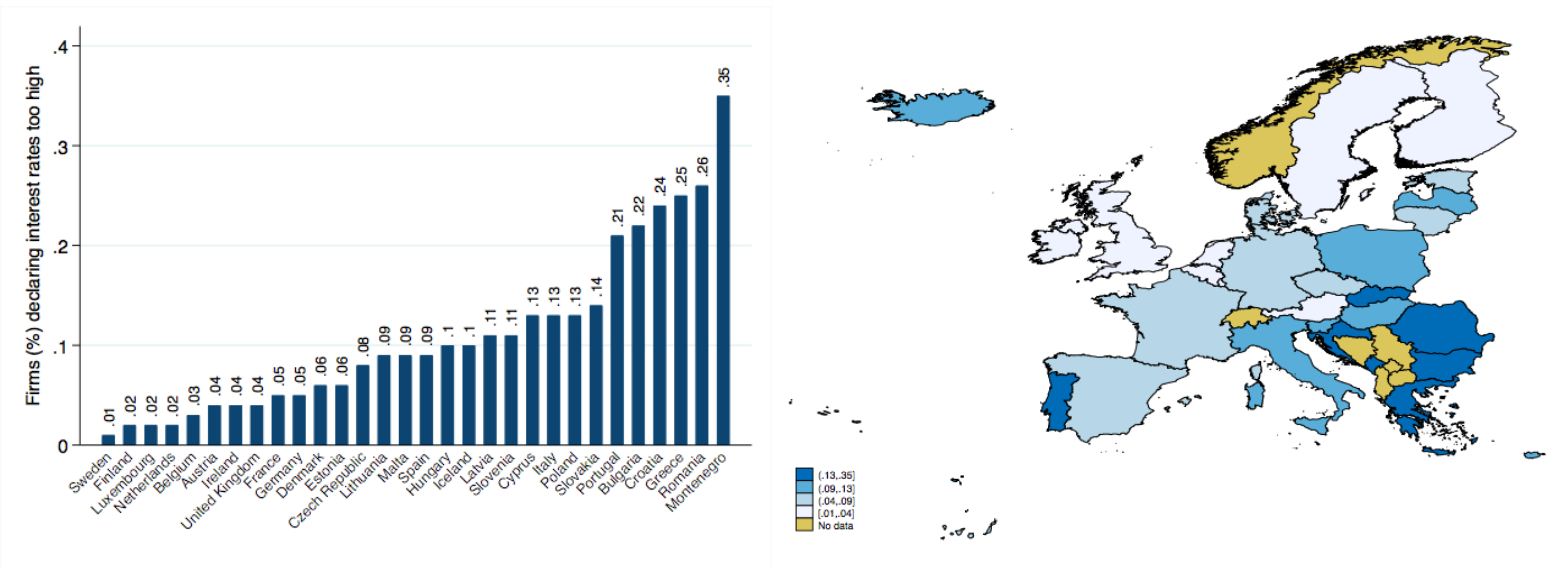 Firms (%) declaring interest rates too high
.4
.3
.2
.1
0
.01
.02
.02
.02
.03
.04
.04
.04
.05
.05
.06
.06
.08
.09
.09
.09
.1
.1
.11
.11
.13
.13
.13
.14
.21
.22
.24
.25
.26
.35
Sweden
Finland
Luxembourg
Netherlands
Belgium
Austria
Ireland
United Kingdom
France
Germany
Denmark
Estonia
Czech Republic
Lithuania
Malta
Spain
Hungary
Iceland
Latvia
Slovenia
Cyprus
Italy
Poland
Slovakia
Portugal
Bulgaria
Croatia
Greece
Romania
Montenegro
(.13,.35]
(.09,.13]
(.04,.09]
[.01,.04]
No data